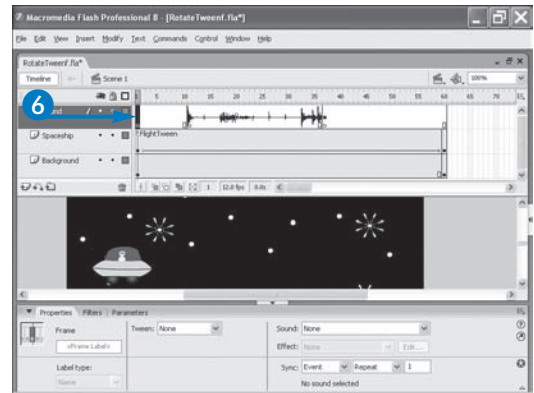 Macromedia Flash Professional 8 - [RotateTweenf.fla*]
File Edit View Insert Modify Text Commands Control Window Help
RotateTweenf.fla*
Timeline Scene 1 100%
5 10 15 20 25 30 35 40 45 50 55 60 65 70
6
Spaceship FlightTween
Background
1 12.0 fps 0.0s
Properties Filters Parameters
Frame Tween: None Sound: None
<Frame Label> Effect: None Edit...
Label type: Sync: Event Repeat 1
Name No sound selected